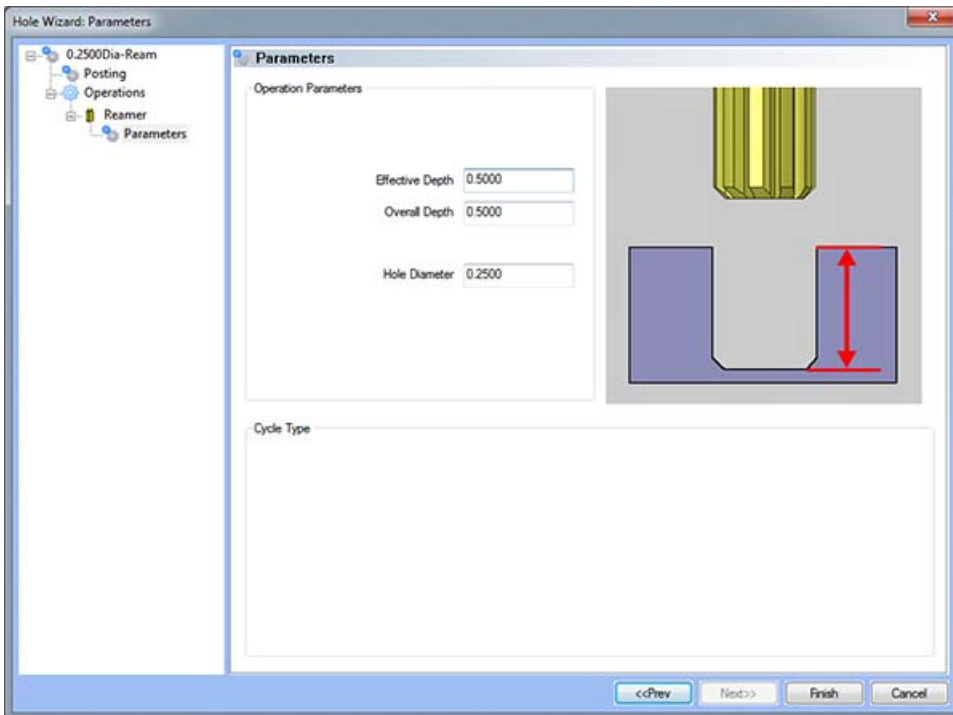 Hole Wizard: Parameters
0.2500Dia-Ream
Posting
Operations
Reamer
Parameters
Parameters
Operation Parameters
Effective Depth 0.5000
Overall Depth 0.5000
Hole Diameter 0.2500
Cycle Type
<<Prev Next>> Finish Cancel